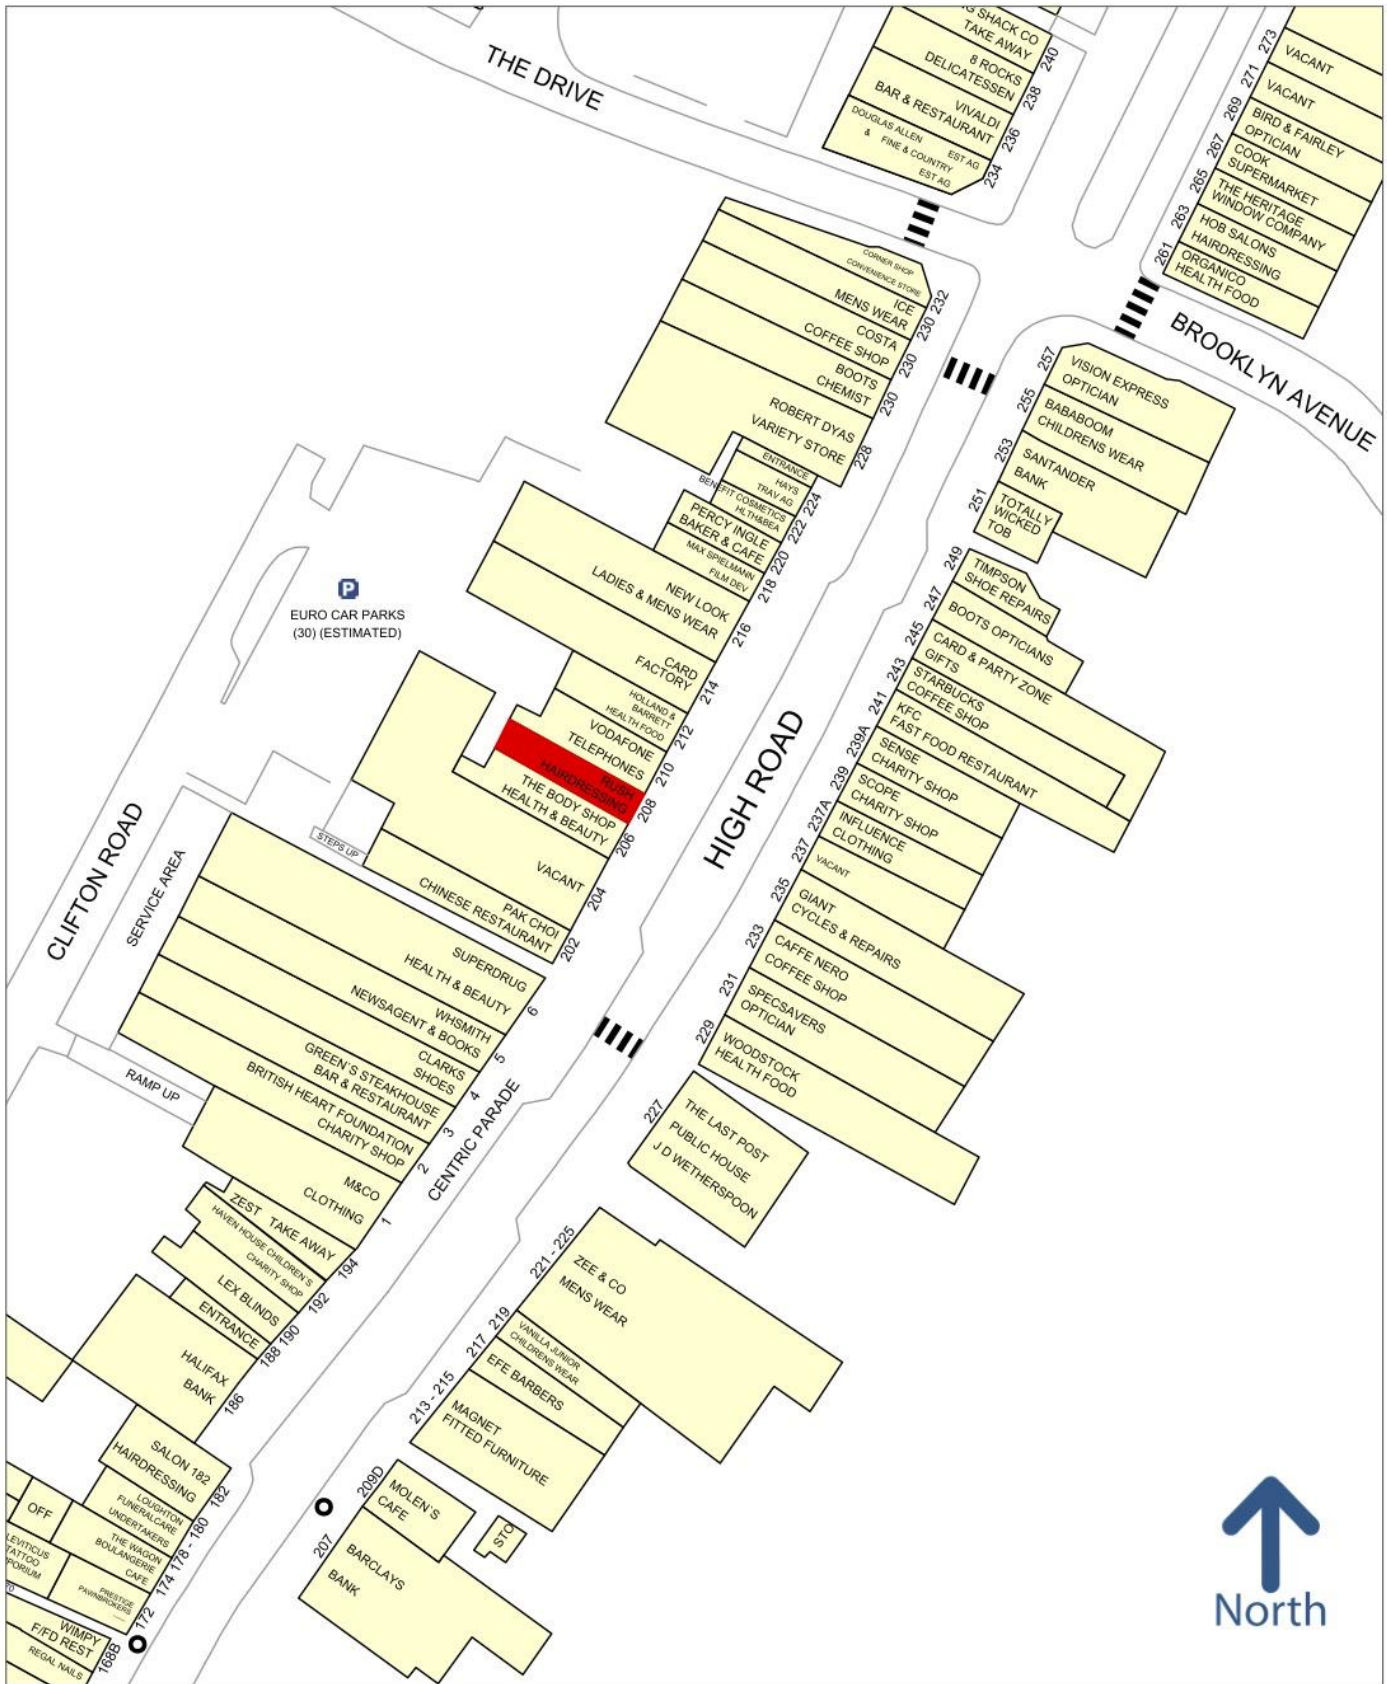 THE DRIVE
G SHACK CO
TAKE AWAY
240
8 ROCKS
DELICATESSEN
238
VIVALDI
BAR & RESTAURANT
236
DOUGLAS ALLEN EST AG
& FINE & COUNTRY
EST AG
234
273
VACANT
271
VACANT
269
BIRD & FAIRLEY
OPTICIAN
267
COOK
SUPERMARKET
265
THE HERITAGE
WINDOW COMPANY
263
HOB SALONS
HAIRDRESSING
261
ORGANICO
HEALTH FOOD
BROOKLYN AVENUE
CORNER SHOP
CONVENIENCE STORE
232
ICE
MENS WEAR
230
COSTA
COFFEE SHOP
230
BOOTS
CHEMIST
230
ROBERT DYAS
VARIETY STORE
228
ENTRANCE
HAYS
TRAV AG
224
BENEFIT COSMETICS
HLTH&BEA
222
PERCY INGLE
BAKER & CAFE
220
MAX SPIELMANN
FILM DEV
218
NEW LOOK
LADIES & MENS WEAR
216
CARD
FACTORY
214
HOLLAND &
BARRETT
HEALTH FOOD
212
VODAFONE
TELEPHONES
210
RUSH
HAIRDRESSING
208
THE BODY SHOP
HEALTH & BEAUTY
206
VACANT
204
PAK CHOI
CHINESE RESTAURANT
202
257
VISION EXPRESS
OPTICIAN
255
BABABOOM
CHILDRENS WEAR
253
SANTANDER
BANK
251
TOTALLY
WICKED
TOB
249
TIMPSON
SHOE REPAIRS
247
BOOTS OPTICIANS
245
CARD & PARTY ZONE
GIFTS
243
STARBUCKS
COFFEE SHOP
241
KFC
FAST FOOD RESTAURANT
239A
SENSE
CHARITY SHOP
239
SCOPE
CHARITY SHOP
237A
INFLUENCE
CLOTHING
237
VACANT
235
GIANT
CYCLES & REPAIRS
233
CAFFE NERO
COFFEE SHOP
231
SPECSAVERS
OPTICIAN
229
WOODSTOCK
HEALTH FOOD
HIGH ROAD
P
EURO CAR PARKS
(30) (ESTIMATED)
CLIFTON ROAD
SERVICE AREA
STEPS UP
RAMP UP
SUPERDRUG
HEALTH & BEAUTY
6
WHSMITH
NEWSAGENT & BOOKS
5
CLARKS
SHOES
4
GREEN'S STEAKHOUSE
BAR & RESTAURANT
3
BRITISH HEART FOUNDATION
CHARITY SHOP
2
M&CO
CLOTHING
1
CENTRIC PARADE
ZEST TAKE AWAY
194
HAVEN HOUSE CHILDREN'S
CHARITY SHOP
192
LEX BLINDS
190
ENTRANCE
188
HALIFAX
BANK
186
SALON 182
HAIRDRESSING
182
LOUGHTON
FUNERALCARE
UNDERTAKERS
178 - 180
THE WAGON
BOULANGERIE
CAFE
174
OFF
LEVITICUS
TATTOO
PORIUM
PRESTIGE
PAWNBROKERS
172
WIMPY
F/FD REST
168B
REGAL NAILS
227
THE LAST POST
PUBLIC HOUSE
J D WETHERSPOON
221 - 225
ZEE & CO
MENS WEAR
219
VANILLA JUNIOR
CHILDRENS WEAR
217
EFE BARBERS
213 - 215
MAGNET
FITTED FURNITURE
209D
MOLEN'S
CAFE
STO
207
BARCLAYS
BANK
North